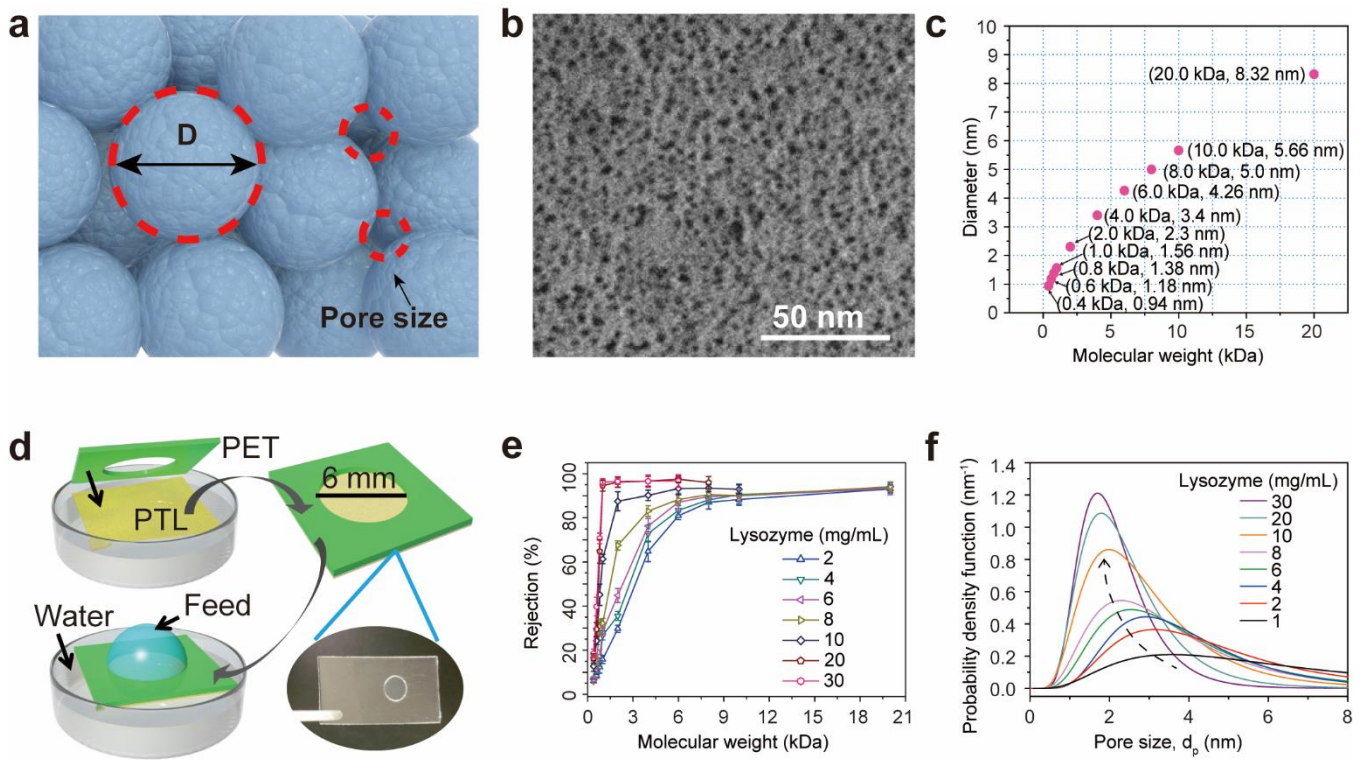 a
D
Pore size
b
50 nm
c
10
9
8
7
6
5
4
3
2
1
0
Diameter (nm)
(20.0 kDa, 8.32 nm)
(10.0 kDa, 5.66 nm)
(8.0 kDa, 5.0 nm)
(6.0 kDa, 4.26 nm)
(4.0 kDa, 3.4 nm)
(2.0 kDa, 2.3 nm)
(1.0 kDa, 1.56 nm)
(0.8 kDa, 1.38 nm)
(0.6 kDa, 1.18 nm)
(0.4 kDa, 0.94 nm)
0 5 10 15 20
Molecular weight (kDa)
d
PET
PTL
6 mm
Water
Feed
e
100
90
80
60
40
20
0
Rejection (%)
Lysozyme (mg/mL)
2
4
6
8
10
20
30
0 3 6 9 12 15 18 21
Molecular weight (kDa)
f
1.4
1.2
1.0
0.8
0.6
0.4
0.2
0.0
Probability density function (nm⁻¹)
Lysozyme (mg/mL)
30
20
10
8
6
4
2
1
0 2 4 6 8
Pore size, dₚ (nm)